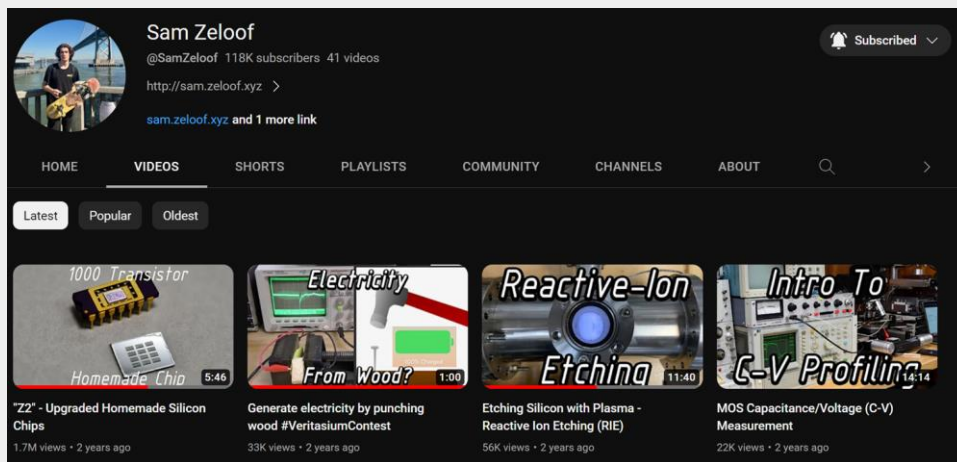 Sam Zeloof
@SamZeloof 118K subscribers 41 videos
http://sam.zeloof.xyz
sam.zeloof.xyz and 1 more link
Subscribed
HOME VIDEOS SHORTS PLAYLISTS COMMUNITY CHANNELS ABOUT
Latest Popular Oldest
1000 Transistor
Homemade Chip
5:46
"Z2" - Upgraded Homemade Silicon
Chips
1.7M views • 2 years ago
Electricity
From Wood?
1:00
Generate electricity by punching
wood #VeritasiumContest
33K views • 2 years ago
Reactive-Ion
Etching
11:40
Etching Silicon with Plasma -
Reactive Ion Etching (RIE)
56K views • 2 years ago
Intro To
C-V Profiling
14:14
MOS Capacitance/Voltage (C-V)
Measurement
22K views • 2 years ago